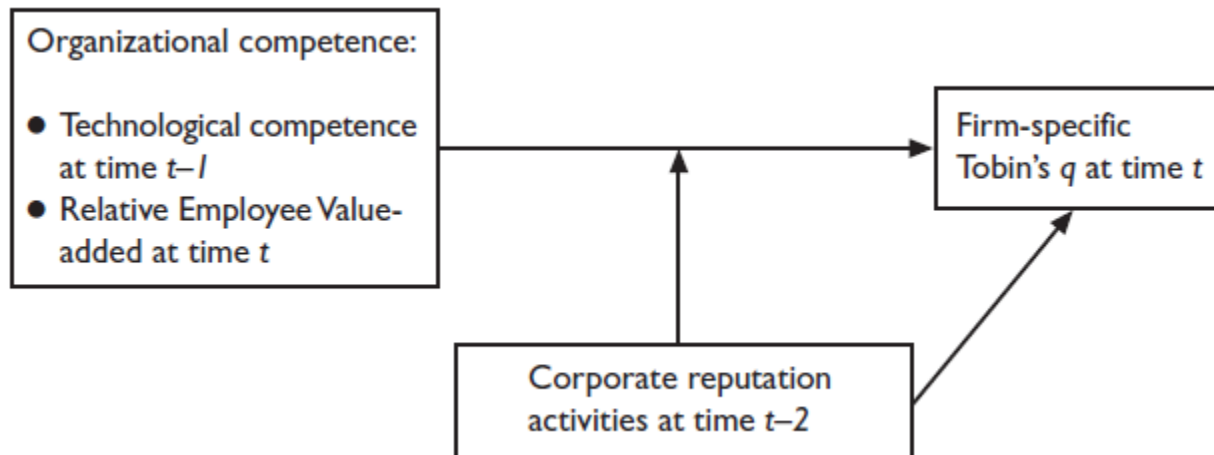 Organizational competence:
● Technological competence
at time t–1
● Relative Employee Value-
added at time t
Firm-specific
Tobin's q at time t
Corporate reputation
activities at time t–2